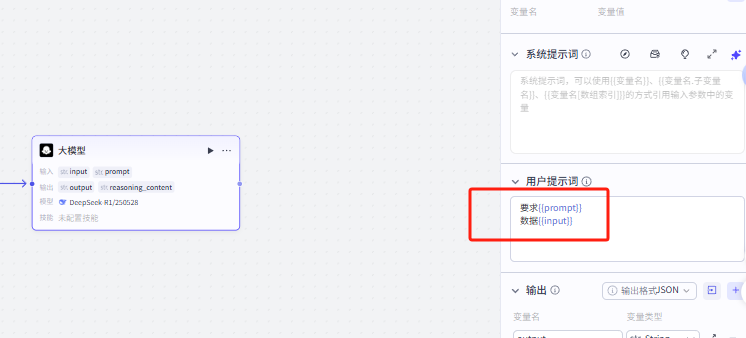 变量名 变量值
系统提示词
系统提示词，可以使用{{变量名}}、{{变量名.子变量
名}}、{{变量名[数组索引]}}的方式引用输入参数中的变
量
大模型
输入 str. input str. prompt
输出 str. output str. reasoning_content
模型 DeepSeek R1/250528
技能 未配置技能
用户提示词
要求{{prompt}}
数据{{input}}
输出 输出格式JSON
变量名 变量类型
output str. String